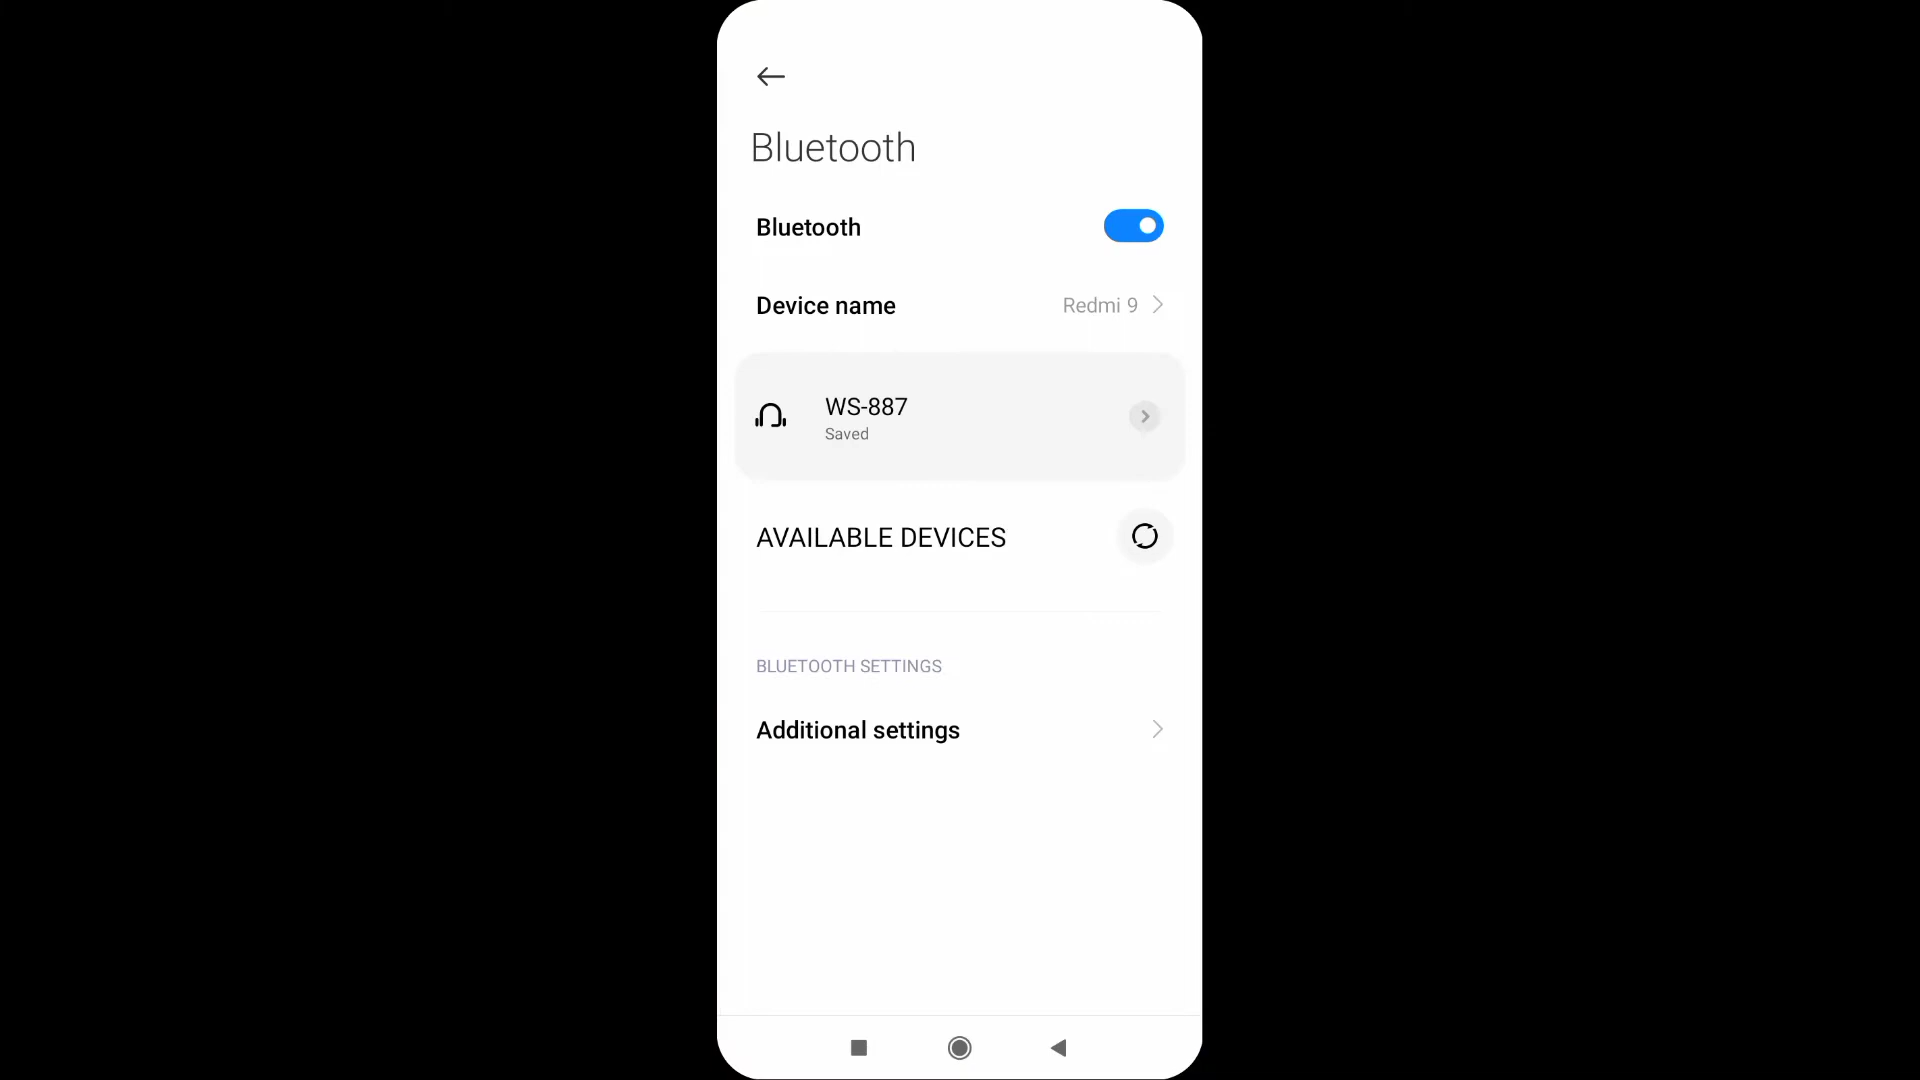 Bluetooth
Bluetooth
Device name Redmi 9
WS-887
Saved
AVAILABLE DEVICES
BLUETOOTH SETTINGS
Additional settings